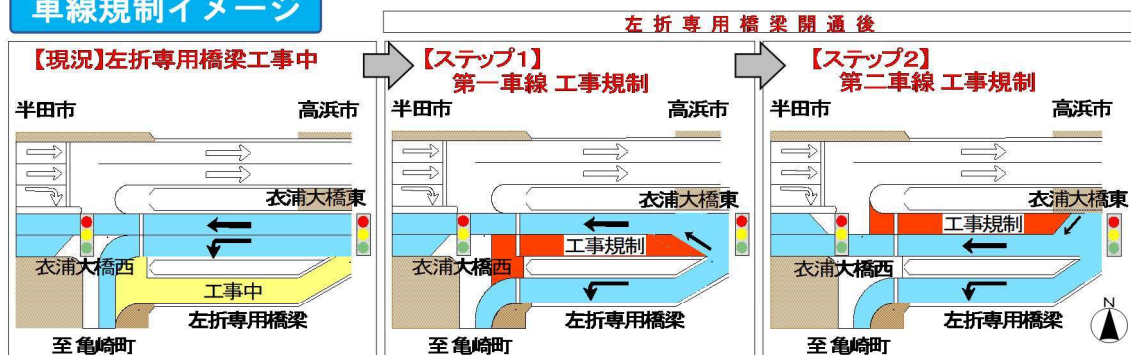 車線規制イメージ
左折専用橋梁開通後
【現況】左折専用橋梁工事中
半田市
高浜市
衣浦大橋東
衣浦大橋西
工事中
左折専用橋梁
至 亀崎町
【ステップ1】
第一車線 工事規制
半田市
高浜市
衣浦大橋東
工事規制
衣浦大橋西
左折専用橋梁
至 亀崎町
【ステップ2】
第二車線 工事規制
半田市
高浜市
衣浦大橋東
工事規制
衣浦大橋西
左折専用橋梁
至 亀崎町
N